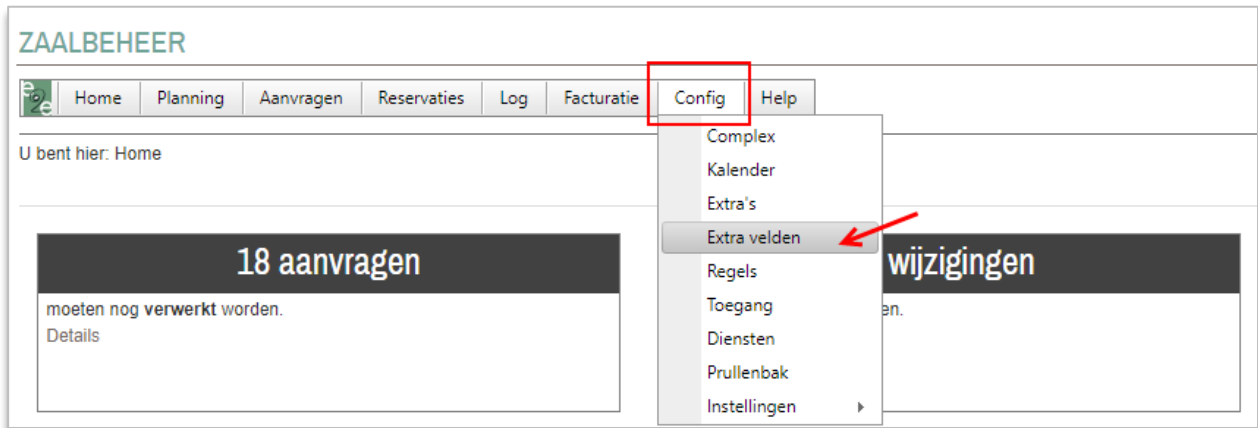 ZAALBEHEER
e2e Home Planning Aanvragen Reservaties Log Facturatie Config Help
U bent hier: Home
Complex
Kalender
Extra's
Extra velden
Regels
Toegang
Diensten
Prullenbak
Instellingen
18 aanvragen
moeten nog verwerkt worden.
Details
wijzigingen
en.